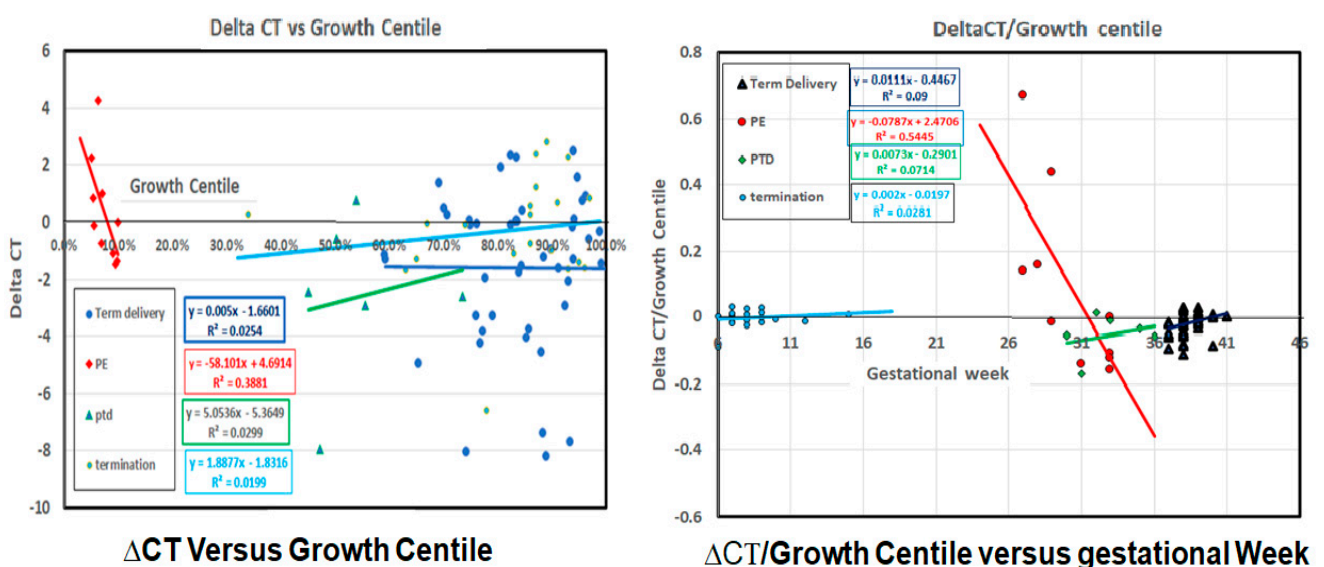 Delta CT vs Growth Centile
6
4
2
0
-2
-4
-6
-8
-10
Delta CT
Growth Centile
0.0%
10.0%
20.0%
30.0%
40.0%
50.0%
60.0%
70.0%
80.0%
90.0%
100.0%
Term delivery
y = 0.005x - 1.6601
R² = 0.0254
PE
y = -58.101x + 4.6914
R² = 0.3881
ptd
y = 5.0536x - 5.3649
R² = 0.0299
termination
y = 1.8877x - 1.8316
R² = 0.0199
ΔCT Versus Growth Centile
DeltaCT/Growth centile
0.8
0.6
0.4
0.2
0
-0.2
-0.4
-0.6
Delta CT/Growth Centile
Term Delivery
y = 0.0111x - 0.4467
R² = 0.09
PE
y = -0.0787x + 2.4706
R² = 0.5445
PTD
y = 0.0073x - 0.2901
R² = 0.0714
termination
y = 0.002x - 0.0197
R² = 0.0281
6
11
16
21
26
31
36
41
46
Gestational week
ΔCT/Growth Centile versus gestational Week